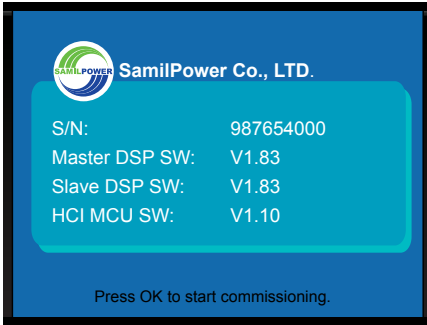 SAMILPOWER SamilPower Co., LTD.
S/N: 987654000
Master DSP SW: V1.83
Slave DSP SW: V1.83
HCI MCU SW: V1.10
Press OK to start commissioning.